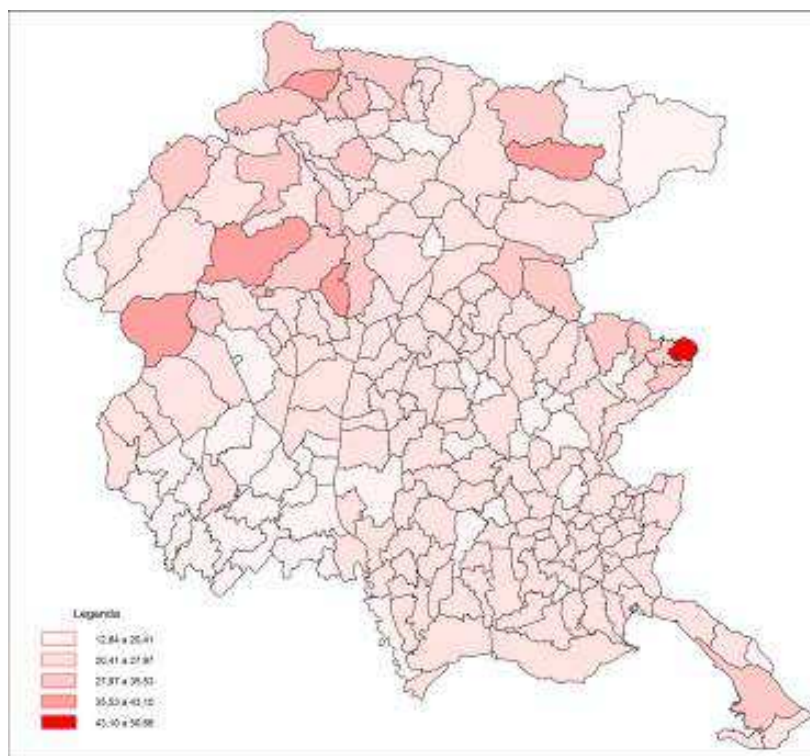 Legenda
12,84 a 20,41
20,41 a 27,97
27,97 a 35,53
35,53 a 43,10
43,10 a 50,66